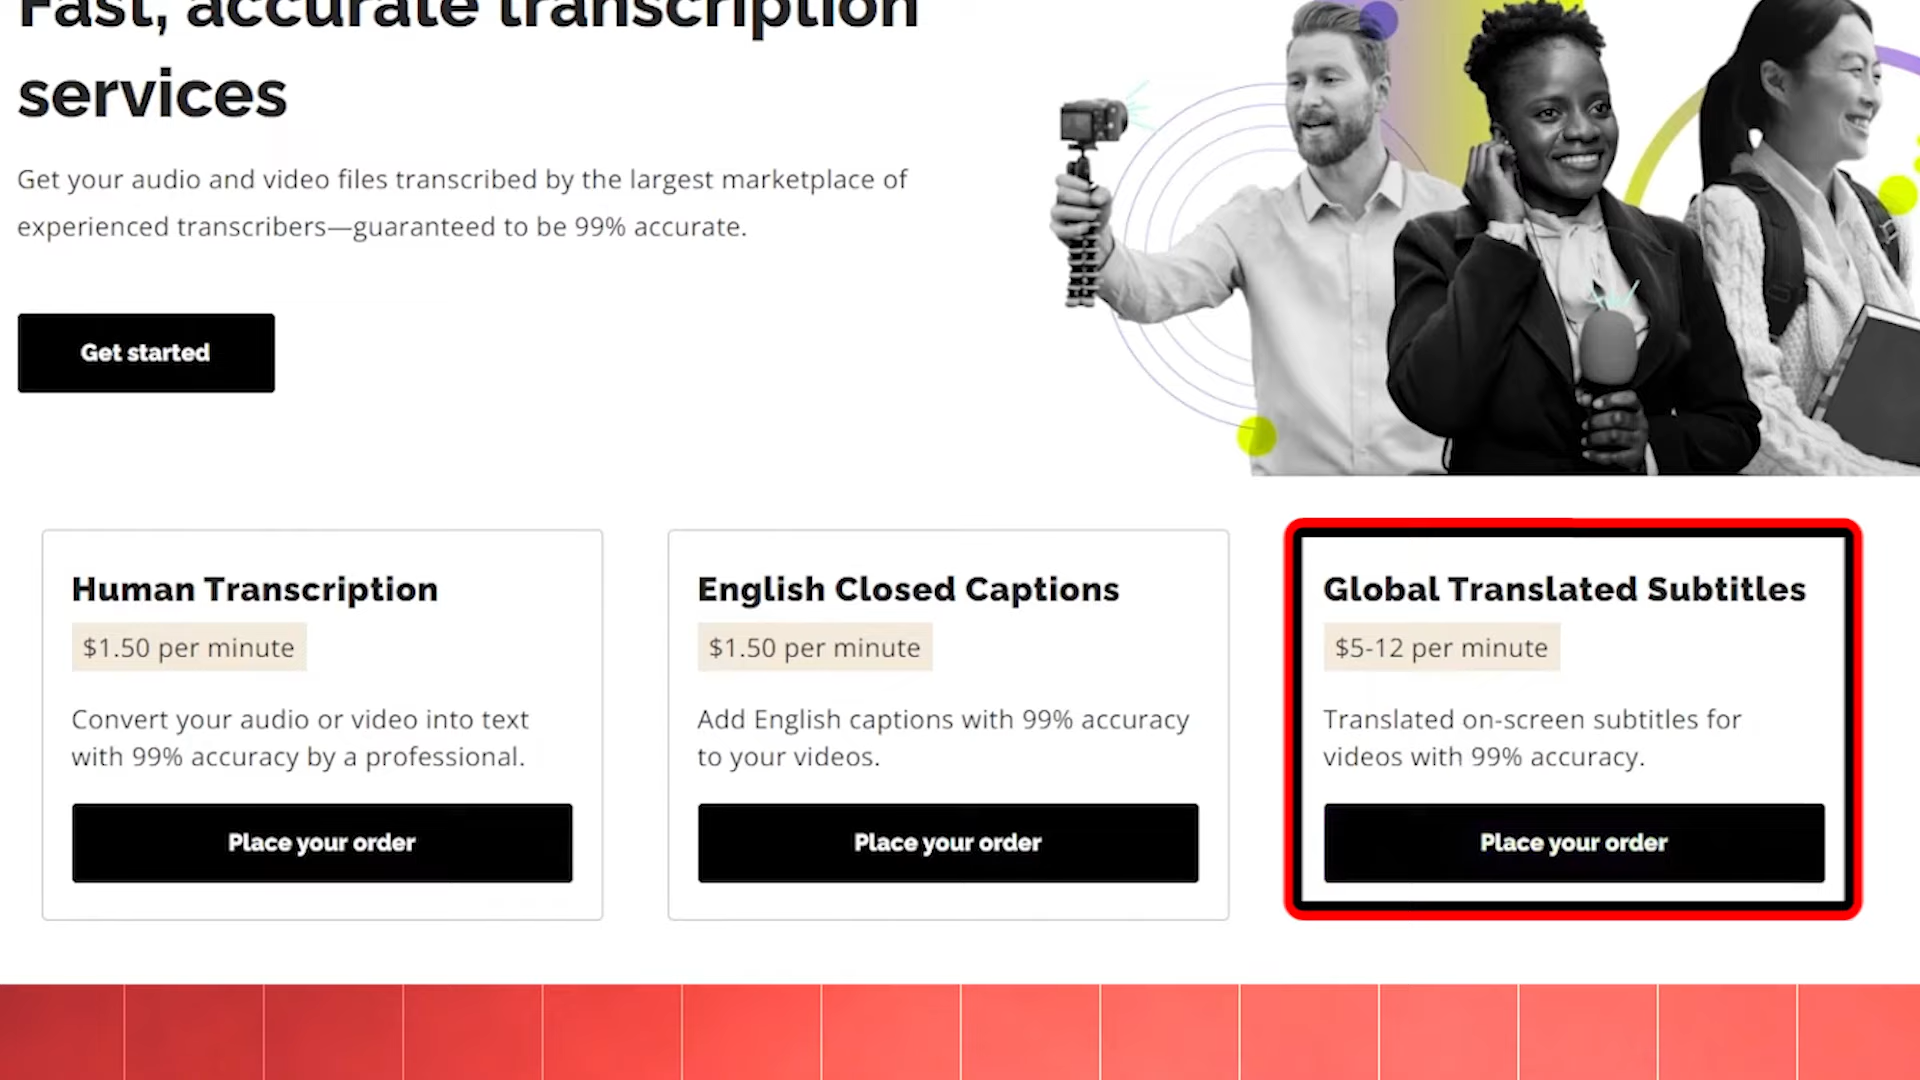 Fast, accurate transcription
services
Get your audio and video files transcribed by the largest marketplace of
experienced transcribers—guaranteed to be 99% accurate.
Get started
Human Transcription
$1.50 per minute
Convert your audio or video into text
with 99% accuracy by a professional.
Place your order
English Closed Captions
$1.50 per minute
Add English captions with 99% accuracy
to your videos.
Place your order
Global Translated Subtitles
$5-12 per minute
Translated on-screen subtitles for
videos with 99% accuracy.
Place your order